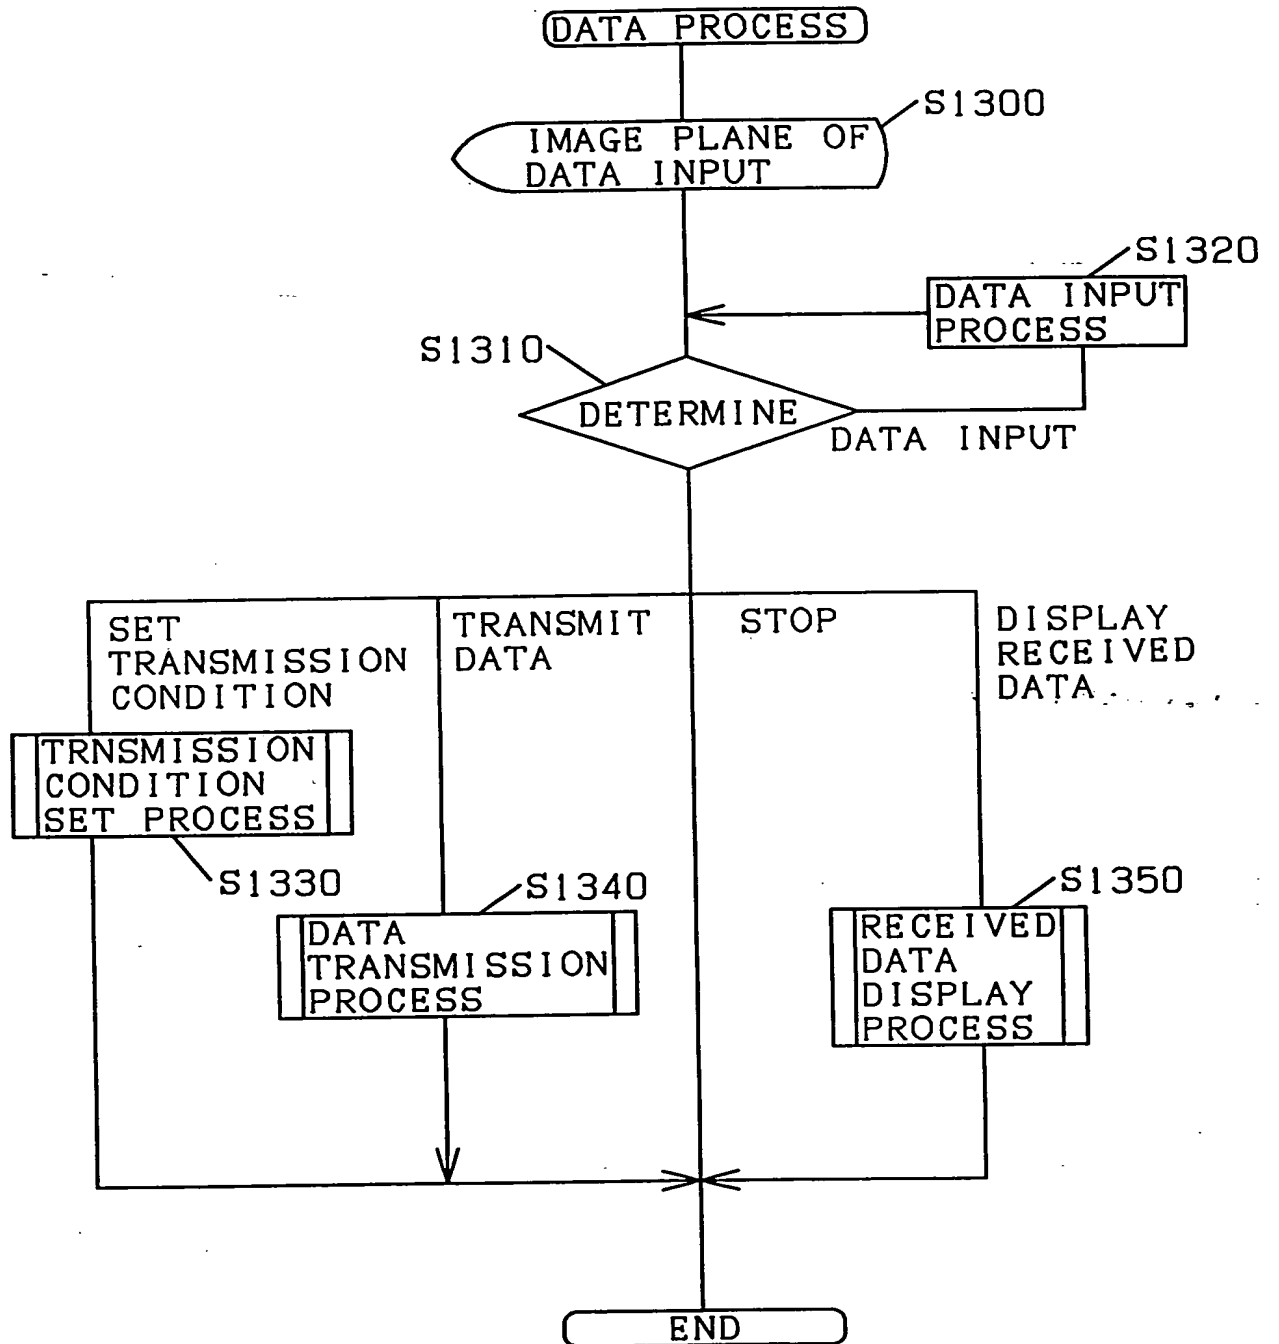 DATA PROCESS
S1300
IMAGE PLANE OF
DATA INPUT
S1320
DATA INPUT
PROCESS
S1310
DETERMINE
DATA INPUT
SET
TRANSMISSION
CONDITION
TRANSMIT
DATA
STOP
DISPLAY
RECEIVED
DATA
TRNSMISSION
CONDITION
SET PROCESS
S1330
S1340
DATA
TRANSMISSION
PROCESS
S1350
RECEIVED
DATA
DISPLAY
PROCESS
END